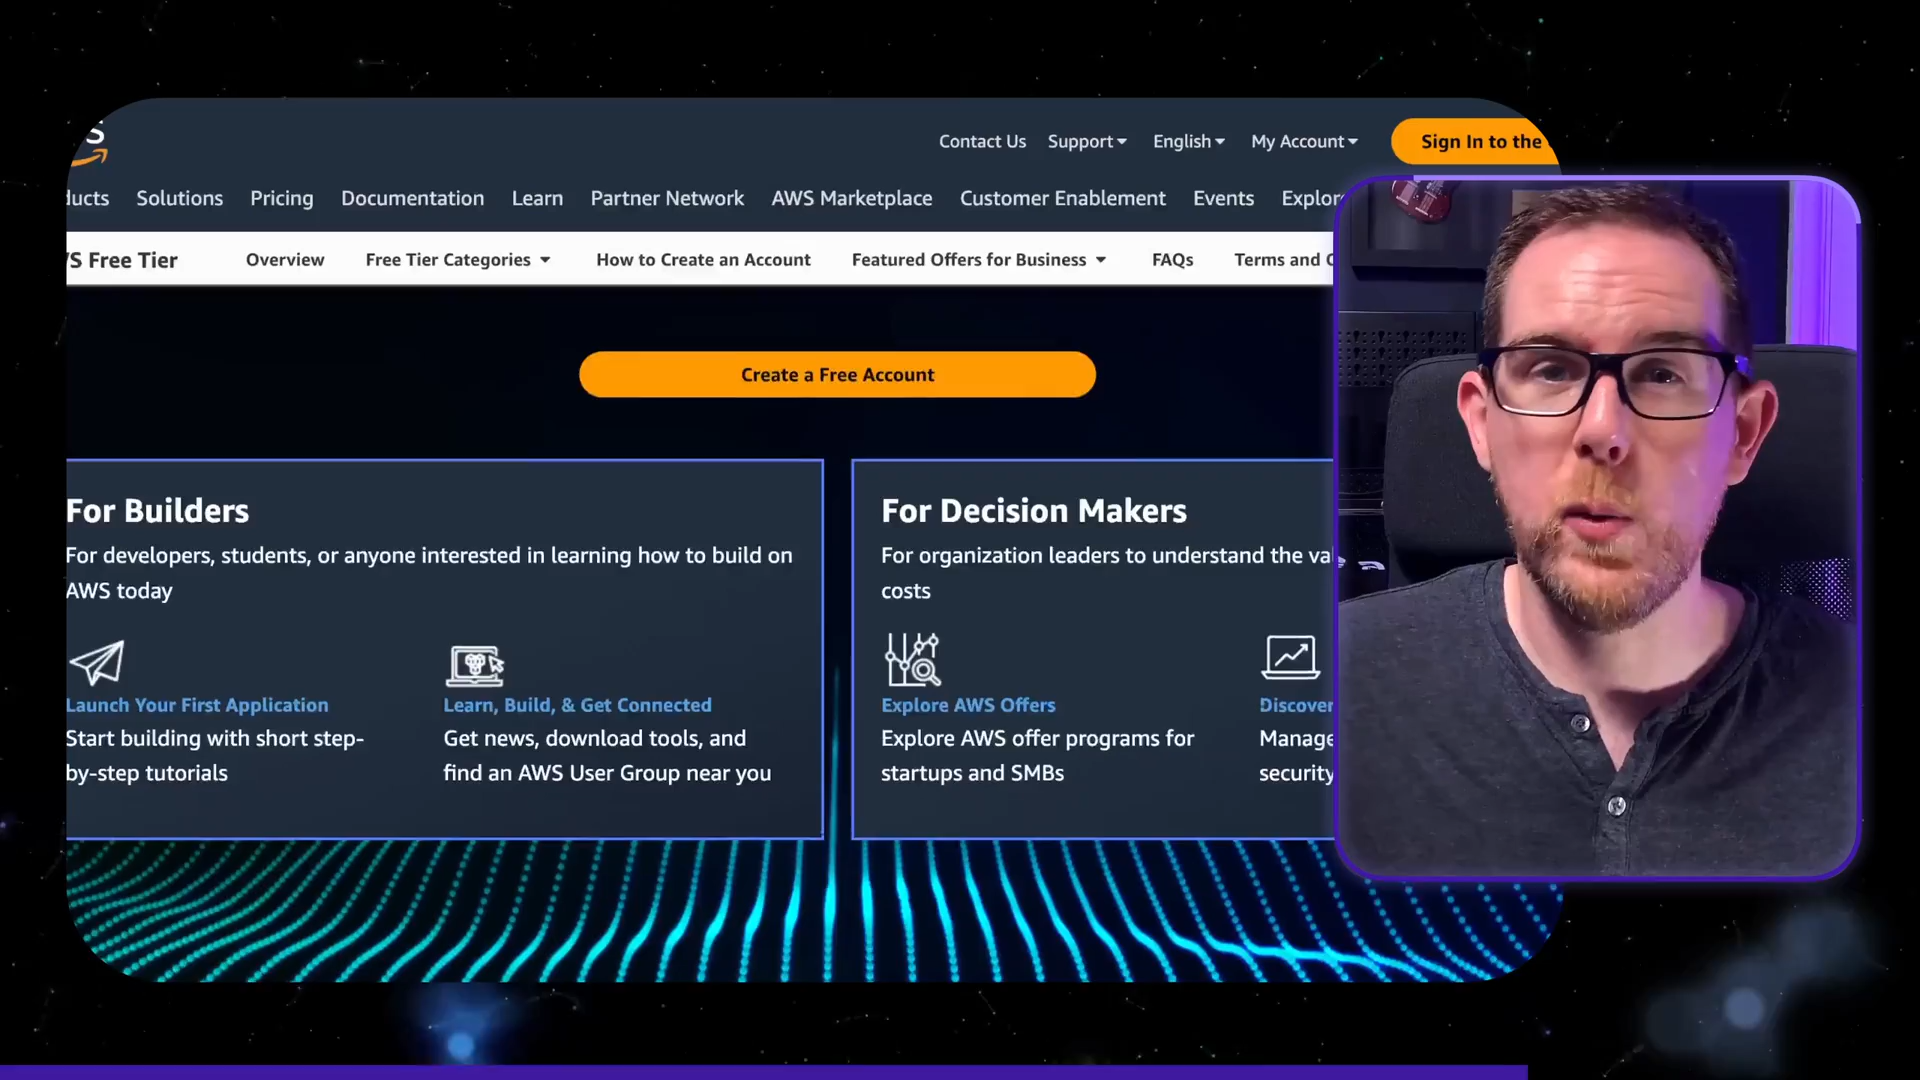 Contact Us Support English My Account Sign In to the
Solutions Pricing Documentation Learn Partner Network AWS Marketplace Customer Enablement Events
Free Tier Overview Free Tier Categories How to Create an Account Featured Offers for Business FAQs Terms and
Create a Free Account
For Builders
For developers, students, or anyone interested in learning how to build on
AWS today
Launch Your First Application
Start building with short step-
by-step tutorials
Learn, Build, & Get Connected
Get news, download tools, and
find an AWS User Group near you
For Decision Makers
For organization leaders to understand the
costs
Explore AWS Offers
Explore AWS offer programs for
startups and SMBs
Discover
Manage
security